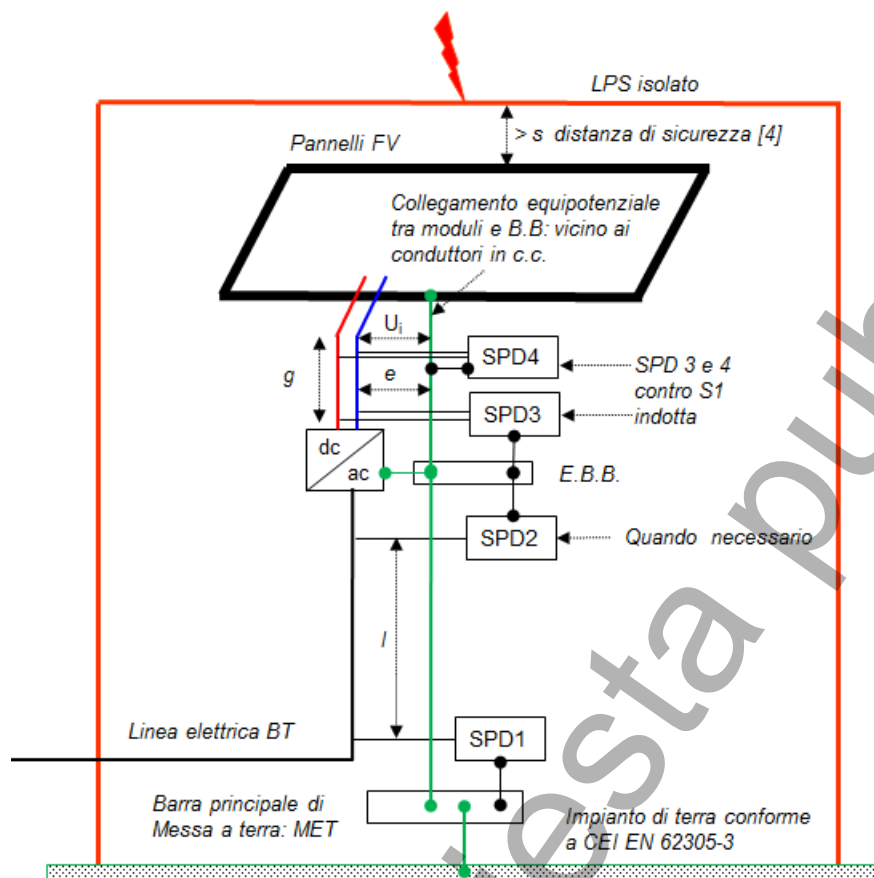 LPS isolato
> s distanza di sicurezza [4]
Pannelli FV
Collegamento equipotenziale
tra moduli e B.B: vicino ai
conduttori in c.c.
Ui
SPD4
g
e
SPD 3 e 4
contro S1
indotta
SPD3
dc
ac
E.B.B.
SPD2
Quando necessario
l
Linea elettrica BT
SPD1
Barra principale di
Messa a terra: MET
Impianto di terra conforme
a CEI EN 62305-3
questa pub